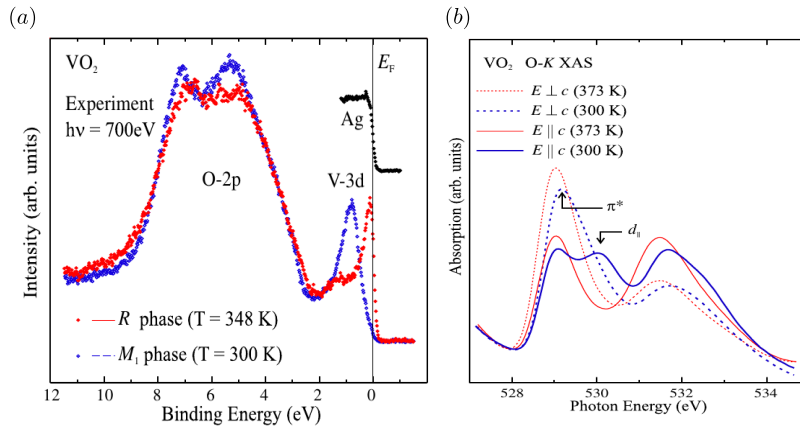 (a)
VO₂
E_F
Experiment
hν = 700eV
Ag
O-2p
V-3d
R phase (T = 348 K)
M₁ phase (T = 300 K)
Intensity (arb. units)
12 10 8 6 4 2 0
Binding Energy (eV)
(b)
VO₂ O-K XAS
E ⊥ c (373 K)
E ⊥ c (300 K)
E || c (373 K)
E || c (300 K)
π*
d||
Absorption (arb. units)
528 530 532 534
Photon Energy (eV)